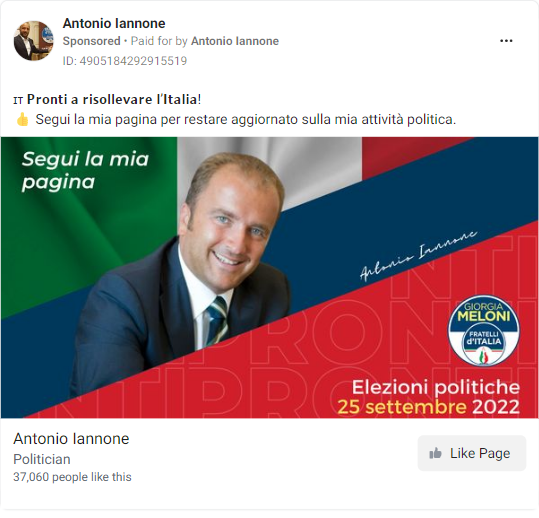 Antonio Iannone
Sponsored • Paid for by Antonio Iannone
ID: 4905184292915519
IT Pronti a risollevare l'Italia!
👍 Segui la mia pagina per restare aggiornato sulla mia attività politica.
Segui la mia
pagina
Antonio Iannone
GIORGIA
MELONI
FRATELLI
d'ITALIA
PRONTI
PRONTI
PRONTI
Elezioni politiche
25 settembre 2022
Antonio Iannone
Politician
37,060 people like this
Like Page